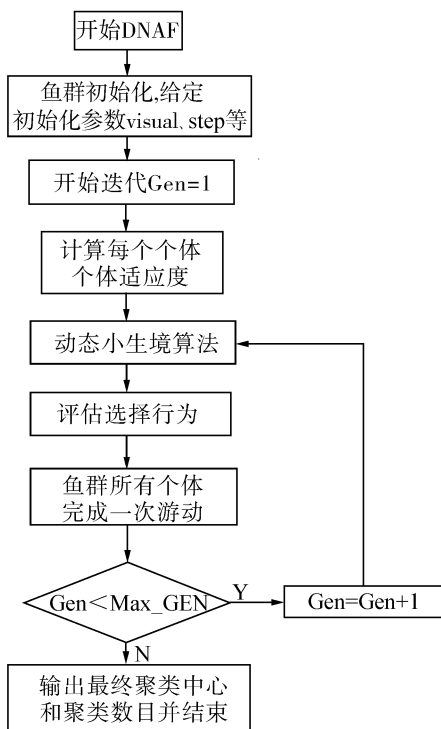 开始DNAF
鱼群初始化,给定
初始化参数visual、step等
开始迭代Gen=1
计算每个个体
个体适应度
动态小生境算法
评估选择行为
鱼群所有个体
完成一次游动
Gen<Max_GEN
Y
Gen=Gen+1
N
输出最终聚类中心
和聚类数目并结束